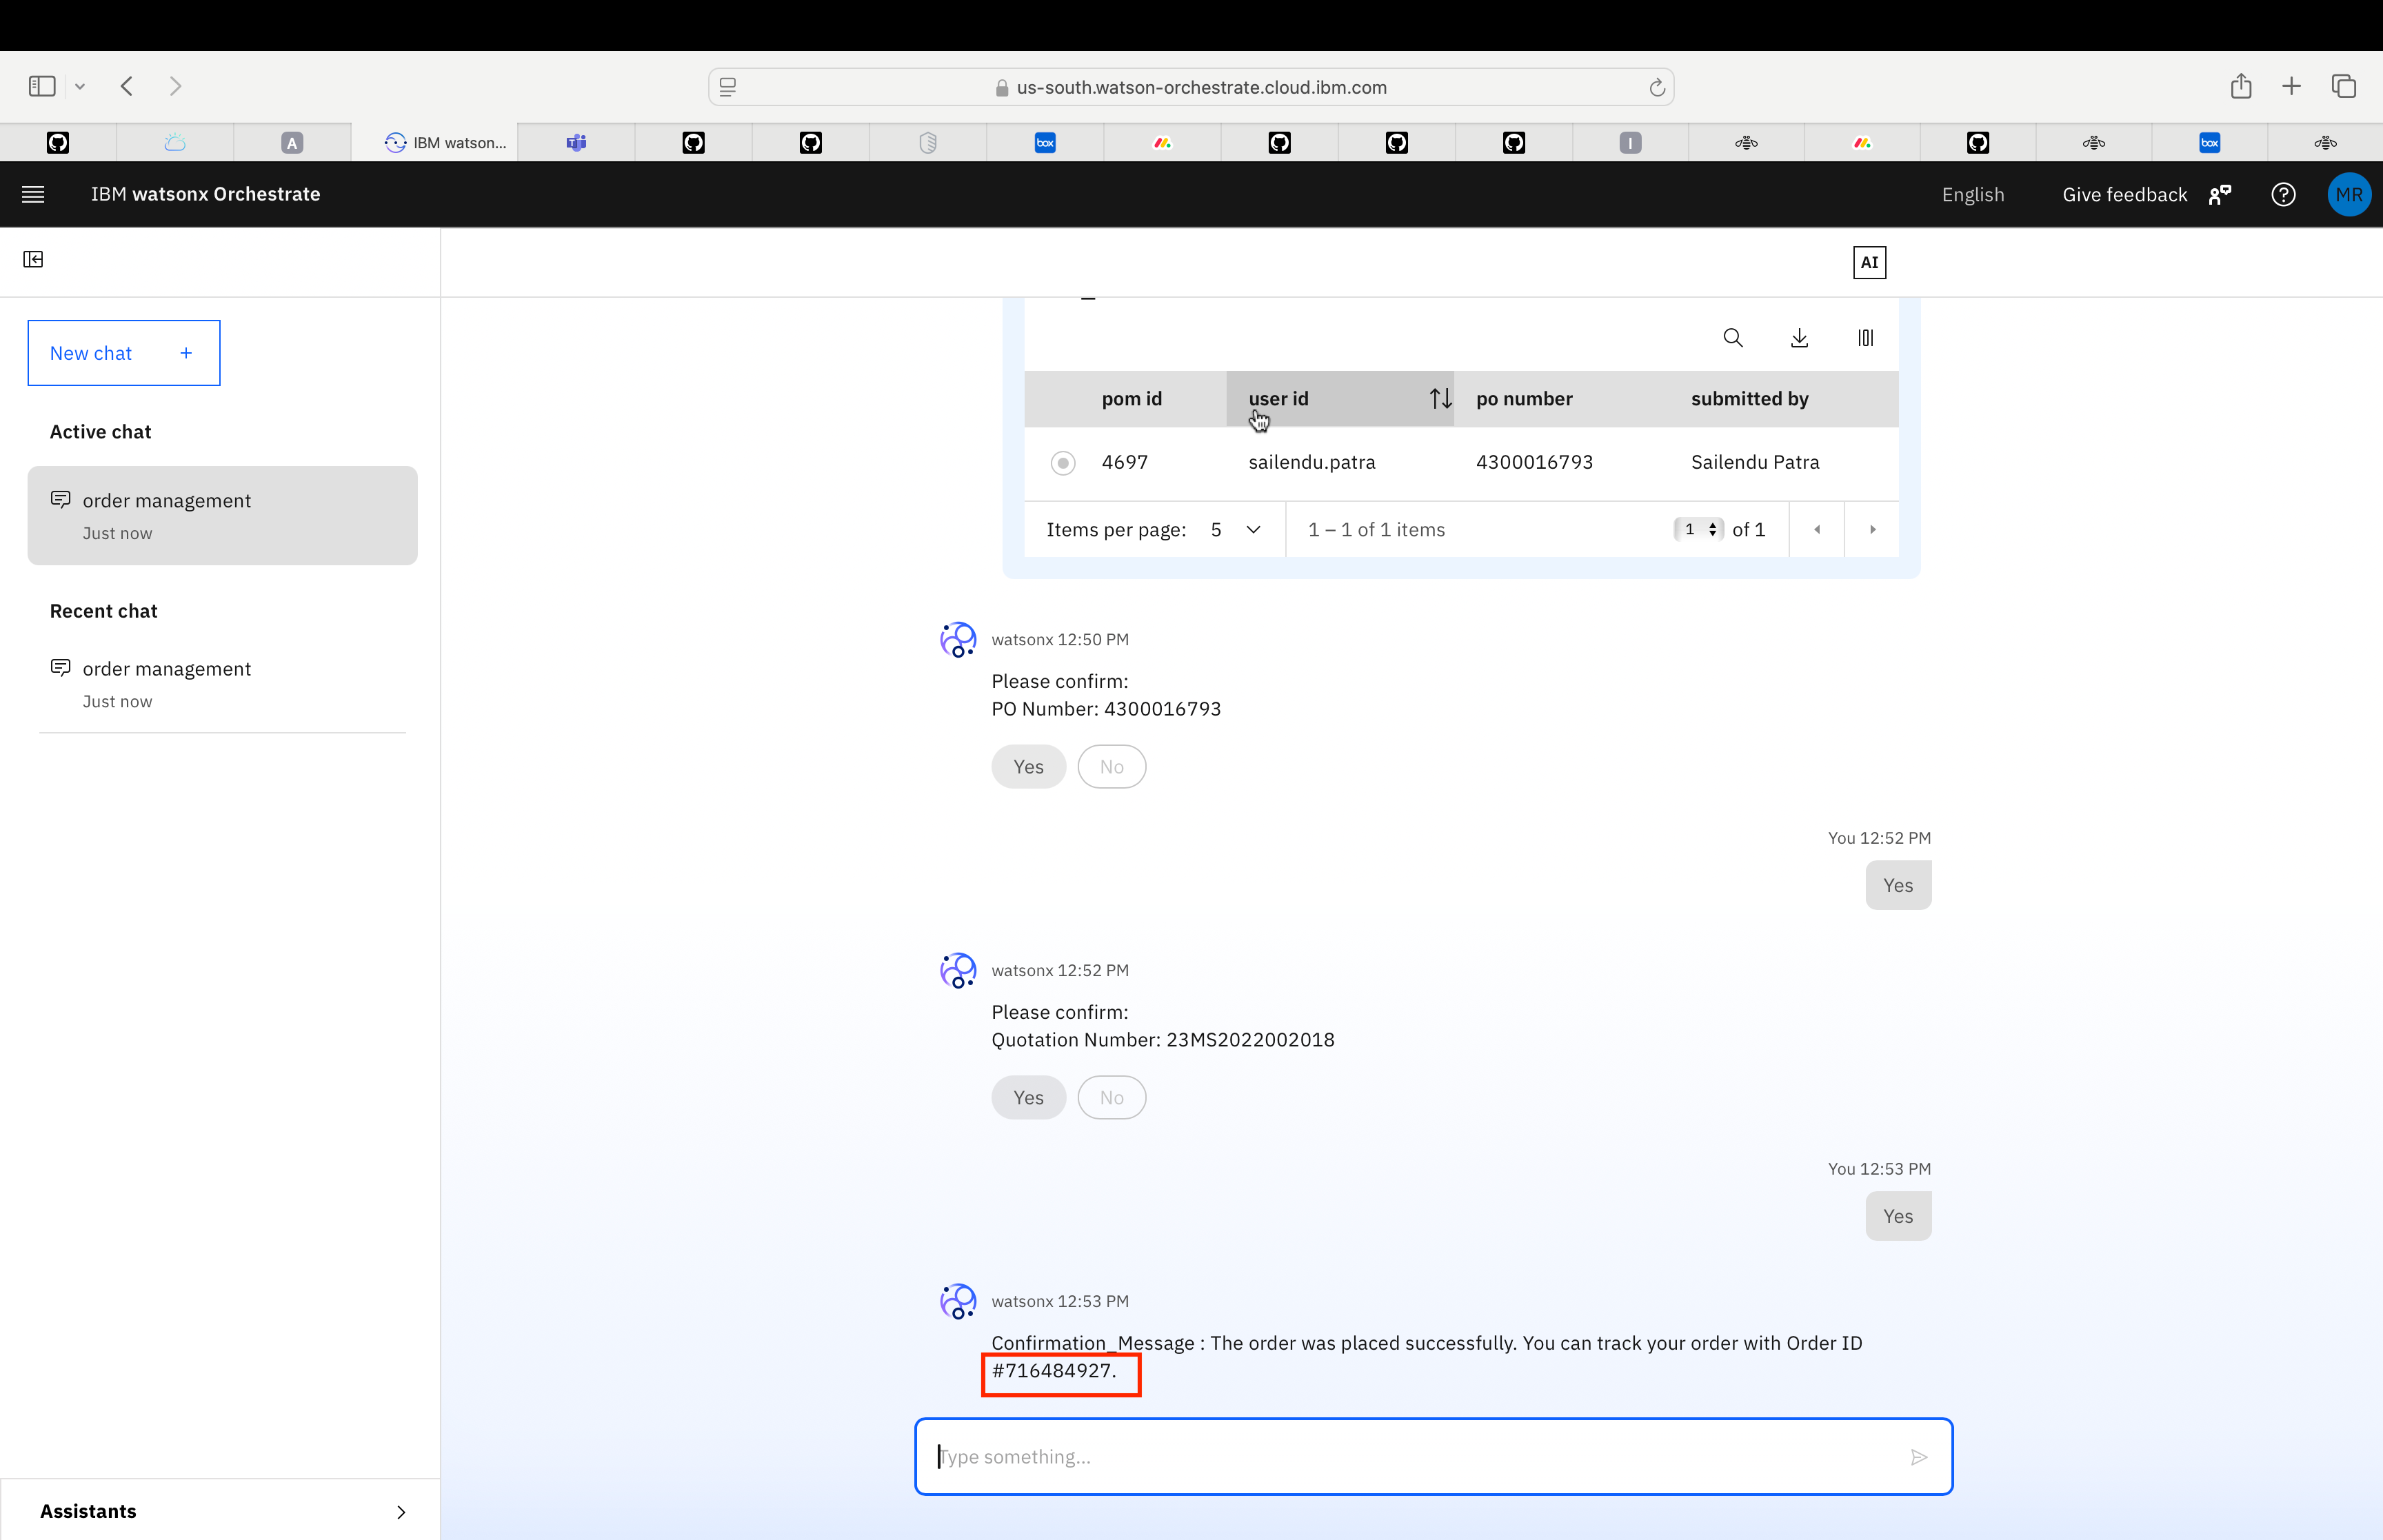 us-south.watson-orchestrate.cloud.ibm.com
A
IBM watson...
box
I
box
IBM watsonx Orchestrate
English
Give feedback
MR
AI
New chat +
Active chat
order management
Just now
Recent chat
order management
Just now
Assistants
pom id user id po number submitted by
4697 sailendu.patra 4300016793 Sailendu Patra
Items per page: 5 1 – 1 of 1 items 1 of 1
watsonx 12:50 PM
Please confirm:
PO Number: 4300016793
Yes No
You 12:52 PM
Yes
watsonx 12:52 PM
Please confirm:
Quotation Number: 23MS2022002018
Yes No
You 12:53 PM
Yes
watsonx 12:53 PM
Confirmation_Message : The order was placed successfully. You can track your order with Order ID
#716484927.
Type something...